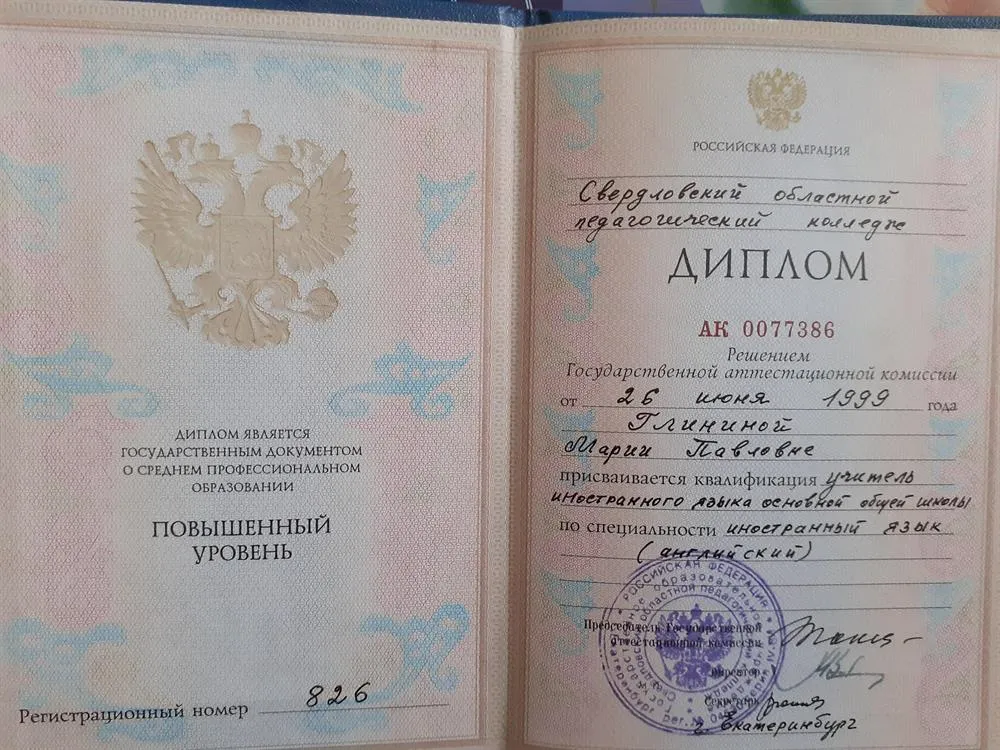 ДИПЛОМ ЯВЛЯЕТСЯ
ГОСУДАРСТВЕННЫМ ДОКУМЕНТОМ
О СРЕДНЕМ ПРОФЕССИОНАЛЬНОМ
ОБРАЗОВАНИИ
ПОВЫШЕННЫЙ
УРОВЕНЬ
Регистрационный номер 826
РОССИЙСКАЯ ФЕДЕРАЦИЯ
Свердловский областной
педагогический колледж
ДИПЛОМ
АК 0077386
Решением
Государственной аттестационной комиссии
от 26 июня 1999 года
Глининой
Марии Павловне
присваивается квалификация учитель
иностранного языка основной общей школы
по специальности иностранный язык
(английский)
РОССИЙСКАЯ ФЕДЕРАЦИЯ
Председатель Государственной
аттестационной комиссии
Директор
Секретарь
г. Екатеринбург